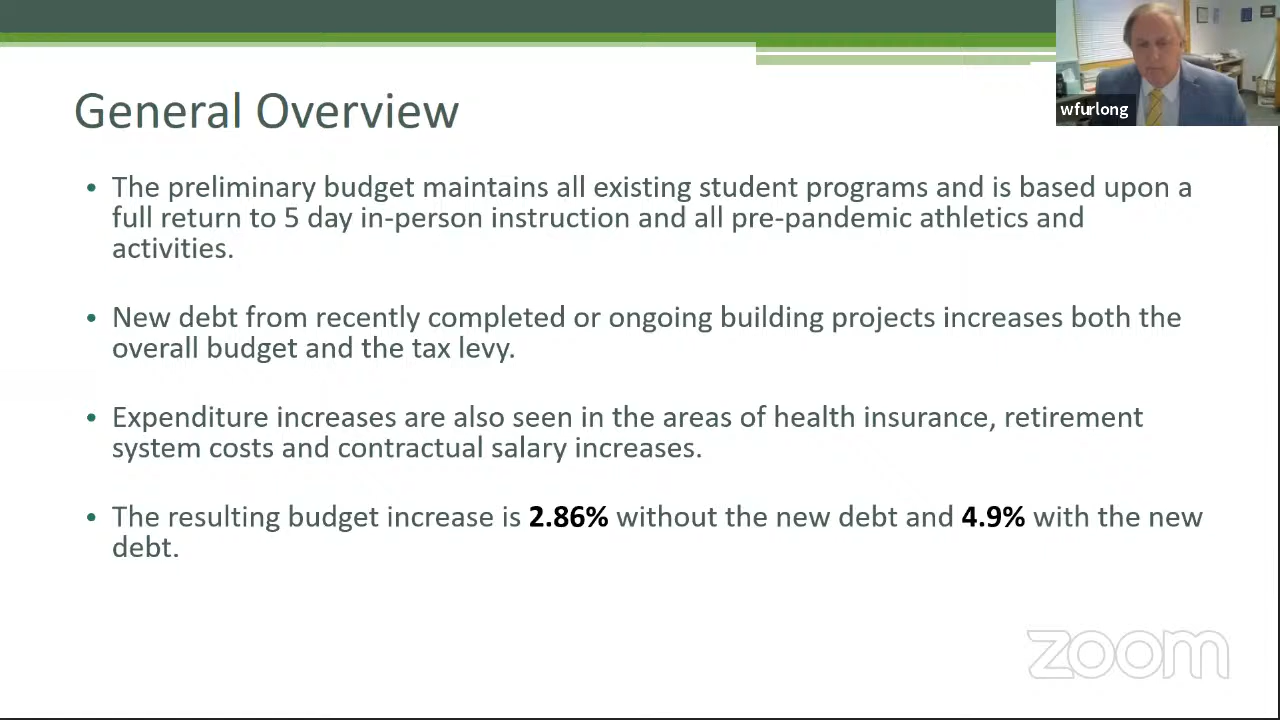 wfurlong
General Overview
• The preliminary budget maintains all existing student programs and is based upon a
full return to 5 day in-person instruction and all pre-pandemic athletics and
activities.
• New debt from recently completed or ongoing building projects increases both the
overall budget and the tax levy.
• Expenditure increases are also seen in the areas of health insurance, retirement
system costs and contractual salary increases.
• The resulting budget increase is 2.86% without the new debt and 4.9% with the new
debt.
zoom